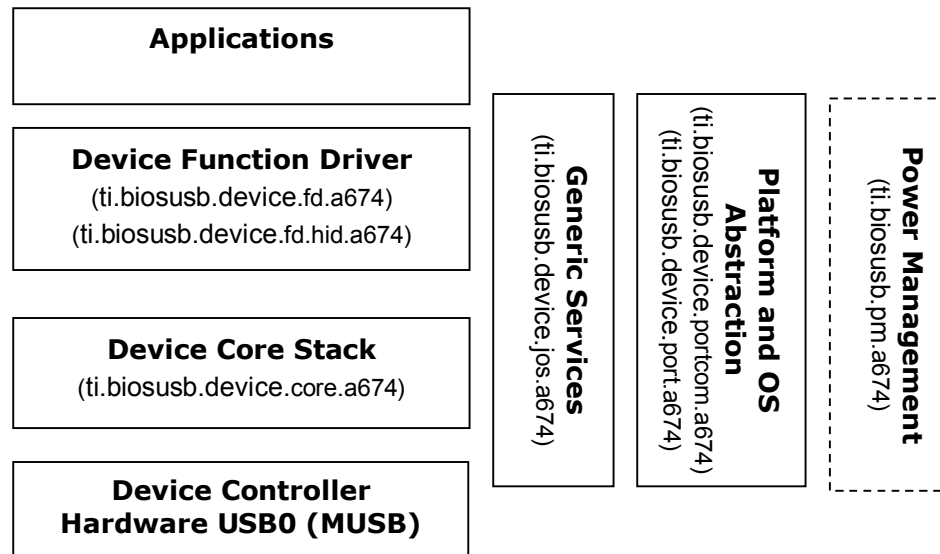 Applications
Device Function Driver
(ti.biosusb.device.fd.a674)
(ti.biosusb.device.fd.hid.a674)
Device Core Stack
(ti.biosusb.device.core.a674)
Device Controller
Hardware USB0 (MUSB)
Generic Services
(ti.biosusb.device.jos.a674)
Platform and OS
Abstraction
(ti.biosusb.device.portcom.a674)
(ti.biosusb.device.port.a674)
Power Management
(ti.biosusb.pm.a674)